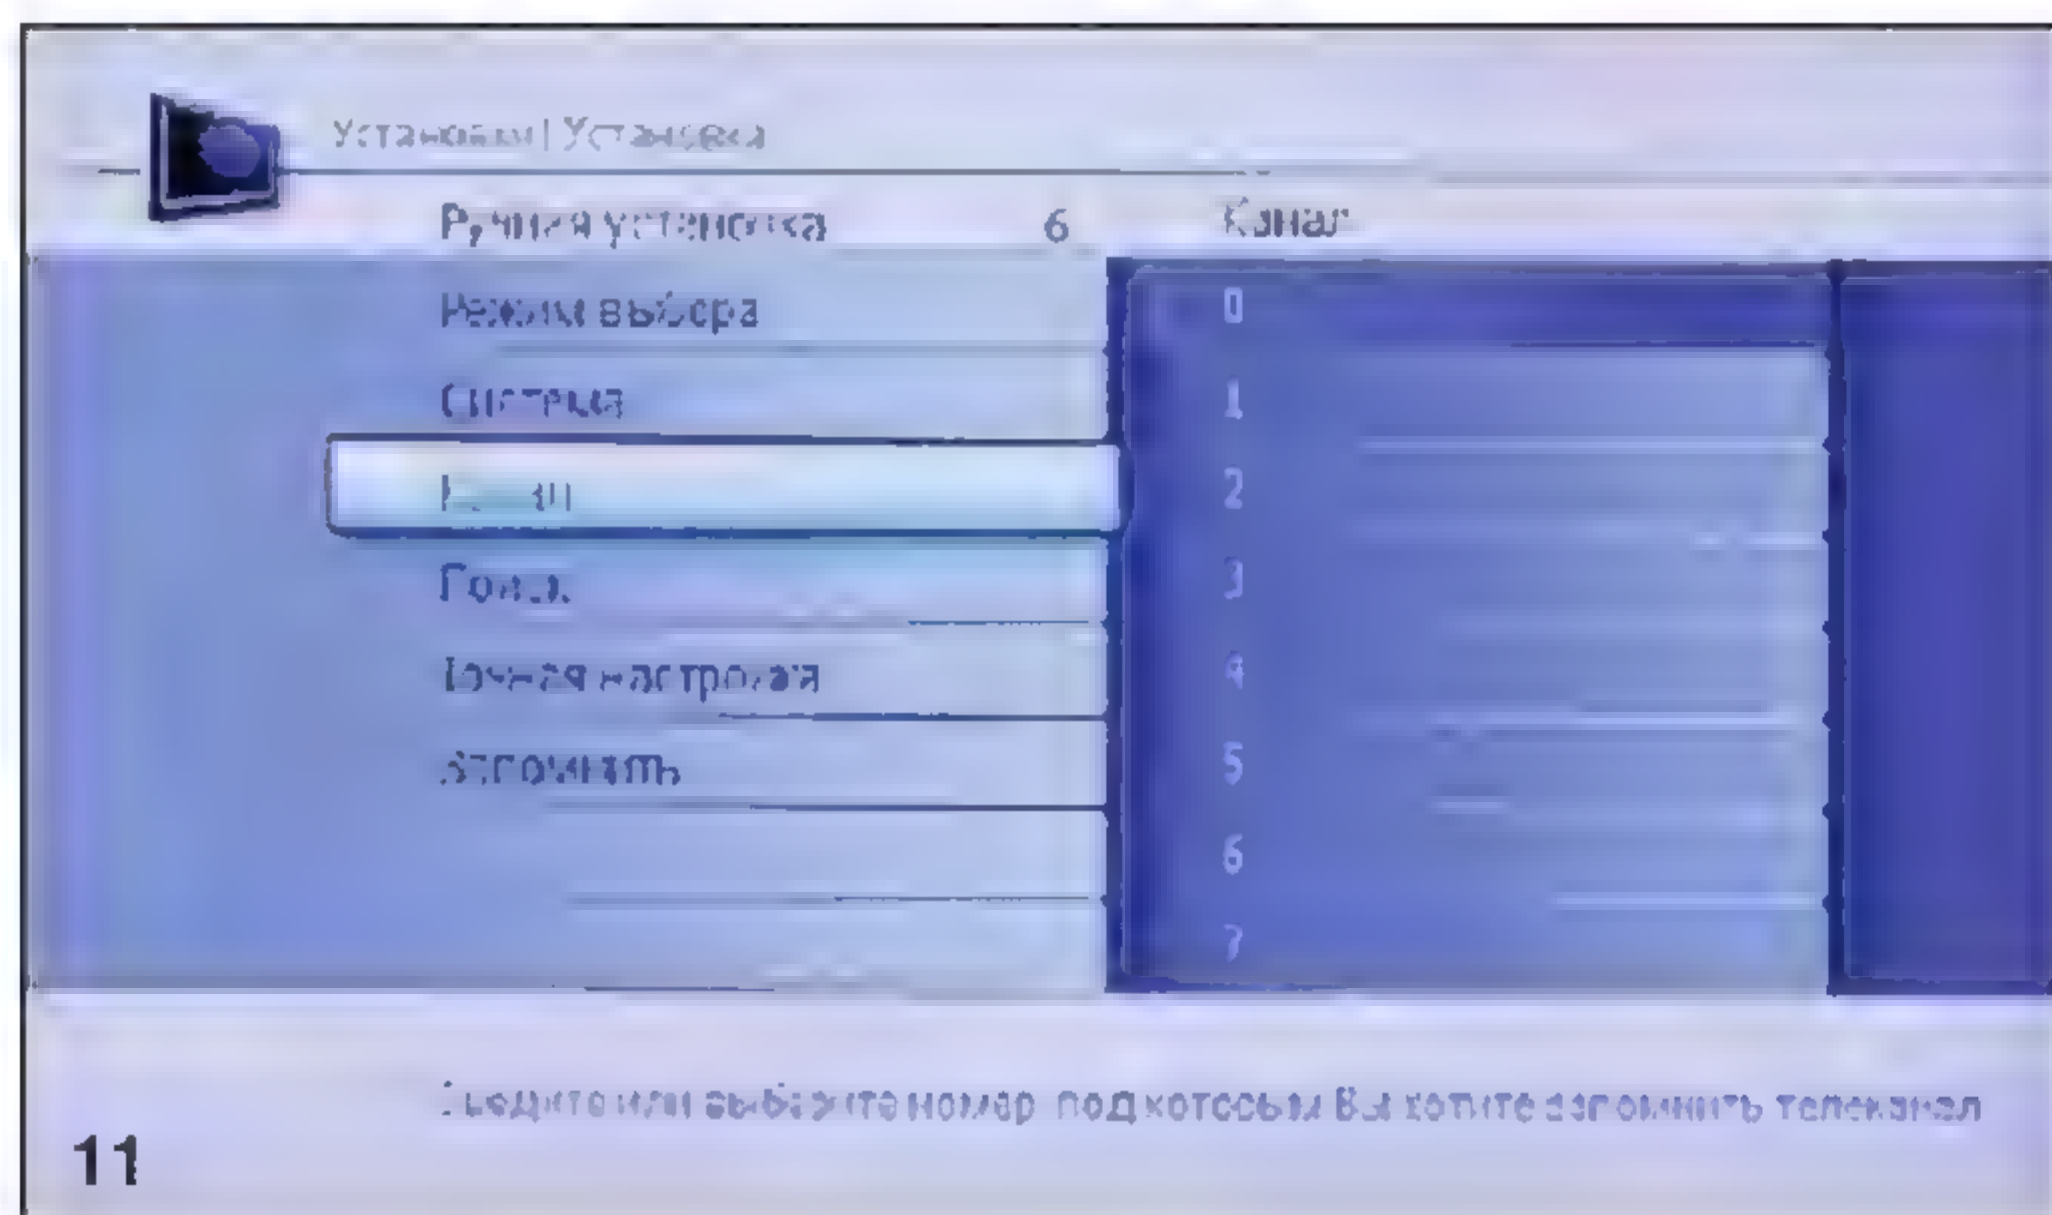 Установки | Установка
Ручная установка 6 Канал
Режим выбора 0
Система 1
Канал 2
Поиск 3
Точная настройка 4
Запомнить 5
6
7
Введите или выберите номер, под которым Вы хотите запомнить телеканал
11